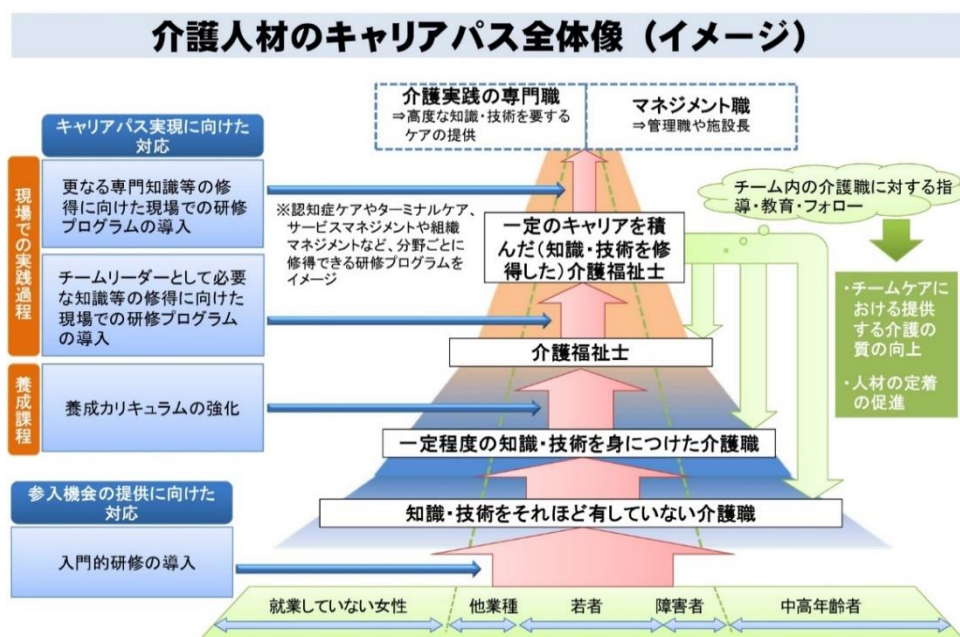 介護人材のキャリアパス全体像（イメージ）
介護実践の専門職
⇒高度な知識・技術を要する
ケアの提供
マネジメント職
⇒管理職や施設長
キャリアパス実現に向けた
対応
現場での実践過程
更なる専門知識等の修
得に向けた現場での研修
プログラムの導入
※認知症ケアやターミナルケア、
サービスマネジメントや組織
マネジメントなど、分野ごとに
修得できる研修プログラムを
イメージ
一定のキャリアを積
んだ（知識・技術を修
得した）介護福祉士
チーム内の介護職に対する指
導・教育・フォロー
チームリーダーとして必要
な知識等の修得に向けた
現場での研修プログラム
の導入
・チームケアに
おける提供
する介護の
質の向上
・人材の定着
の促進
介護福祉士
養成課程
養成カリキュラムの強化
一定程度の知識・技術を身につけた介護職
参入機会の提供に向けた
対応
知識・技術をそれほど有していない介護職
入門的研修の導入
就業していない女性
他業種
若者
障害者
中高年齢者